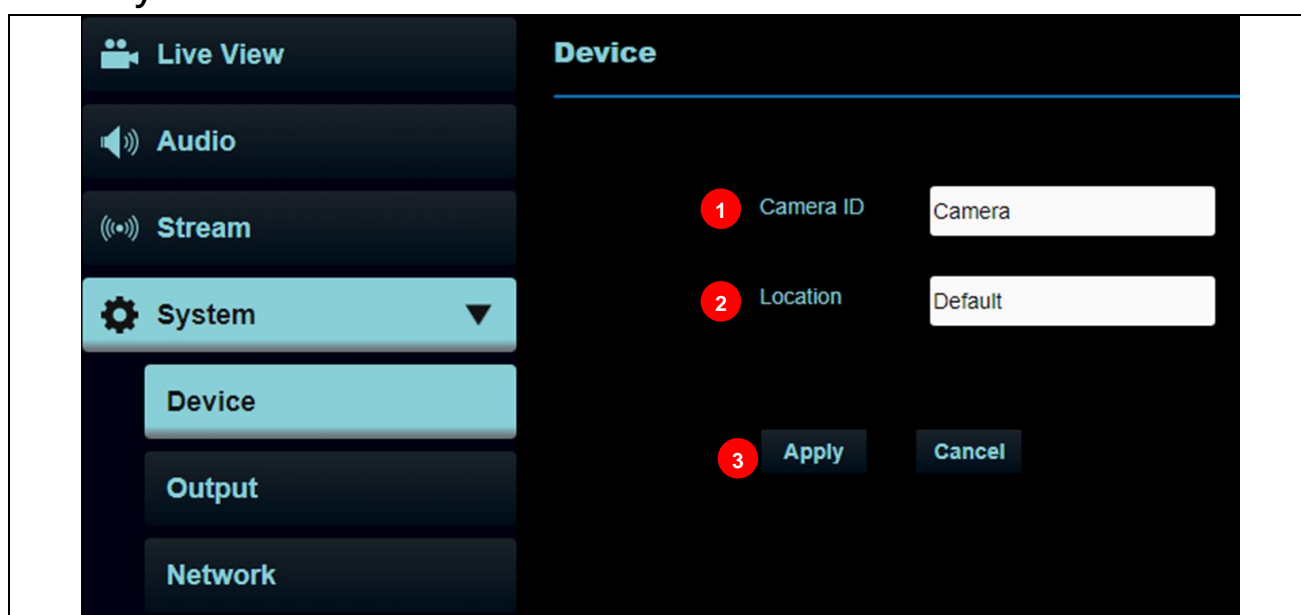 Live View
Audio
Stream
System
Device
Output
Network
Device
1 Camera ID Camera
2 Location Default
3 Apply Cancel